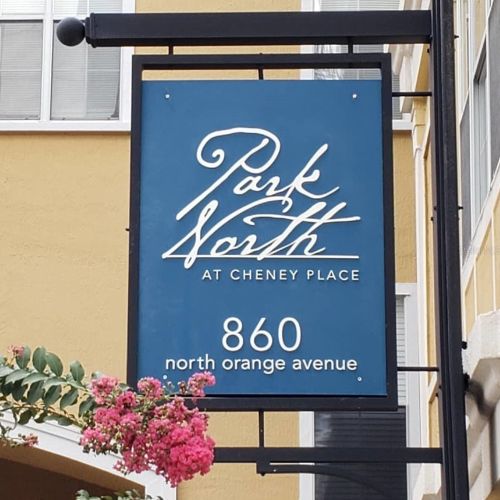 Park
North
AT CHENEY PLACE
860
north orange avenue